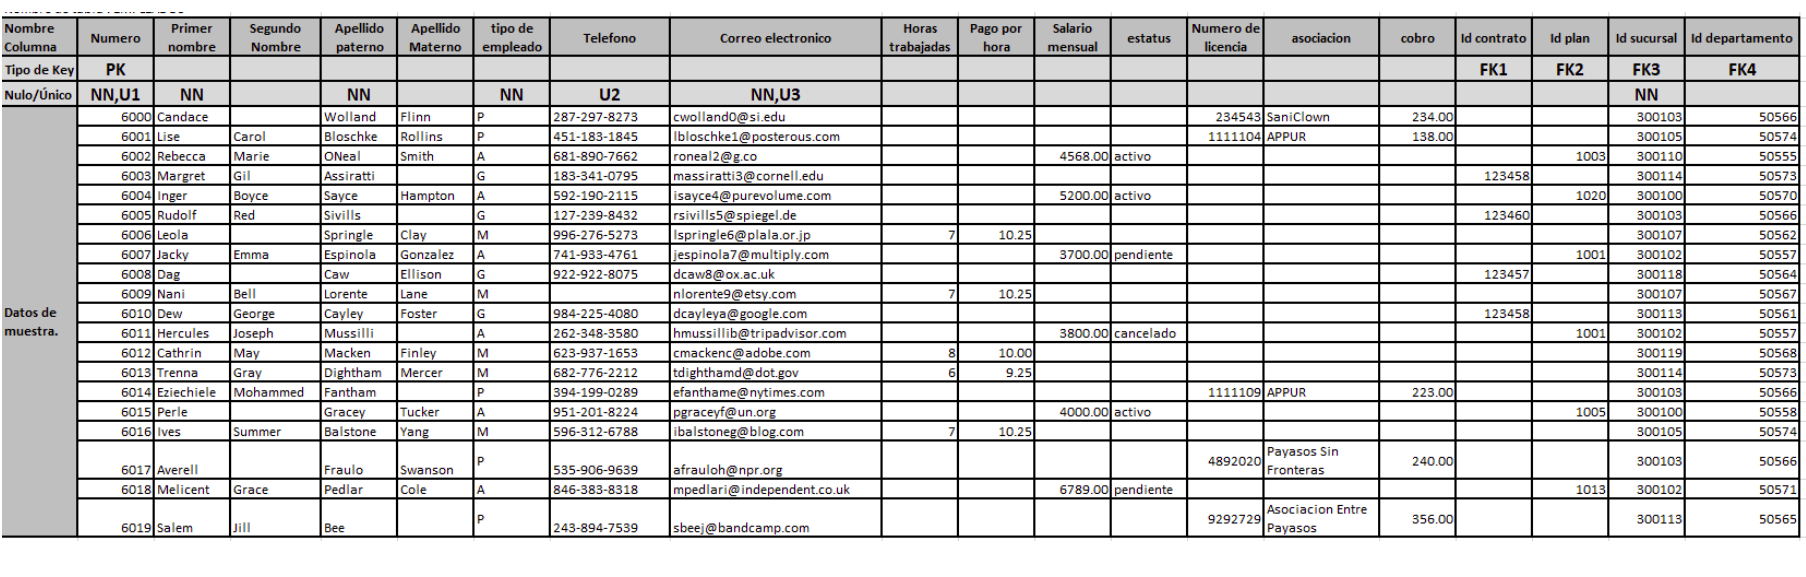 Nombre Columna | Numero | Primer nombre | Segundo Nombre | Apellido paterno | Apellido Materno | tipo de empleado | Telefono | Correo electronico | Horas trabajadas | Pago por hora | Salario mensual | estatus | Numero de licencia | asociacion | cobro | Id contrato | Id plan | Id sucursal | Id departamento
Tipo de Key | PK | FK1 | FK2 | FK3 | FK4
Nulo/Único | NN,U1 | NN | NN | NN | U2 | NN,U3 | NN
Datos de muestra.
6000 Candace Wolland Flinn P 287-297-8273 cwolland0@si.edu 234543 SaniClown 234.00 300103 50566
6001 Lise Carol Bloschke Rollins P 451-183-1845 lbloschke1@posterous.com 1111104 APPUR 138.00 300105 50574
6002 Rebecca Marie ONeal Smith A 681-890-7662 roneal2@g.co 4568.00 activo 1003 300110 50555
6003 Margret Gil Assiratti G 183-341-0795 massiratti3@cornell.edu 123458 300114 50573
6004 Inger Boyce Sayce Hampton A 592-190-2115 isayce4@purevolume.com 5200.00 activo 1020 300100 50570
6005 Rudolf Red Sivills G 127-239-8432 rsivills5@spiegel.de 123460 300103 50566
6006 Leola Springle Clay M 996-276-5273 lspringle6@plala.or.jp 7 10.25 300107 50562
6007 Jacky Emma Espinola Gonzalez A 741-933-4761 jespinola7@multiply.com 3700.00 pendiente 1001 300102 50557
6008 Dag Caw Ellison G 922-922-8075 dcaw8@ox.ac.uk 123457 300118 50564
6009 Nani Bell Lorente Lane M nlorente9@etsy.com 7 10.25 300107 50567
6010 Dew George Cayley Foster G 984-225-4080 dcayleya@google.com 123458 300113 50561
6011 Hercules Joseph Mussilli A 262-348-3580 hmussillib@tripadvisor.com 3800.00 cancelado 1001 300102 50557
6012 Cathrin May Macken Finley M 623-937-1653 cmackenc@adobe.com 8 10.00 300119 50568
6013 Trenna Gray Dightham Mercer M 682-776-2212 tdighthamd@dot.gov 6 9.25 300114 50573
6014 Eziechiele Mohammed Fantham P 394-199-0289 efanthame@nytimes.com 1111109 APPUR 223.00 300103 50566
6015 Perle Gracey Tucker A 951-201-8224 pgraceyf@un.org 4000.00 activo 1005 300100 50558
6016 Ives Summer Balstone Yang M 596-312-6788 ibalstoneg@blog.com 7 10.25 300105 50574
6017 Averell Fraulo Swanson P 535-906-9639 afrauloh@npr.org 4892020 Payasos Sin Fronteras 240.00 300103 50566
6018 Melicent Grace Pedlar Cole A 846-383-8318 mpedlari@independent.co.uk 6789.00 pendiente 1013 300102 50571
6019 Salem Jill Bee P 243-894-7539 sbeej@bandcamp.com 9292729 Asociacion Entre Payasos 356.00 300113 50565